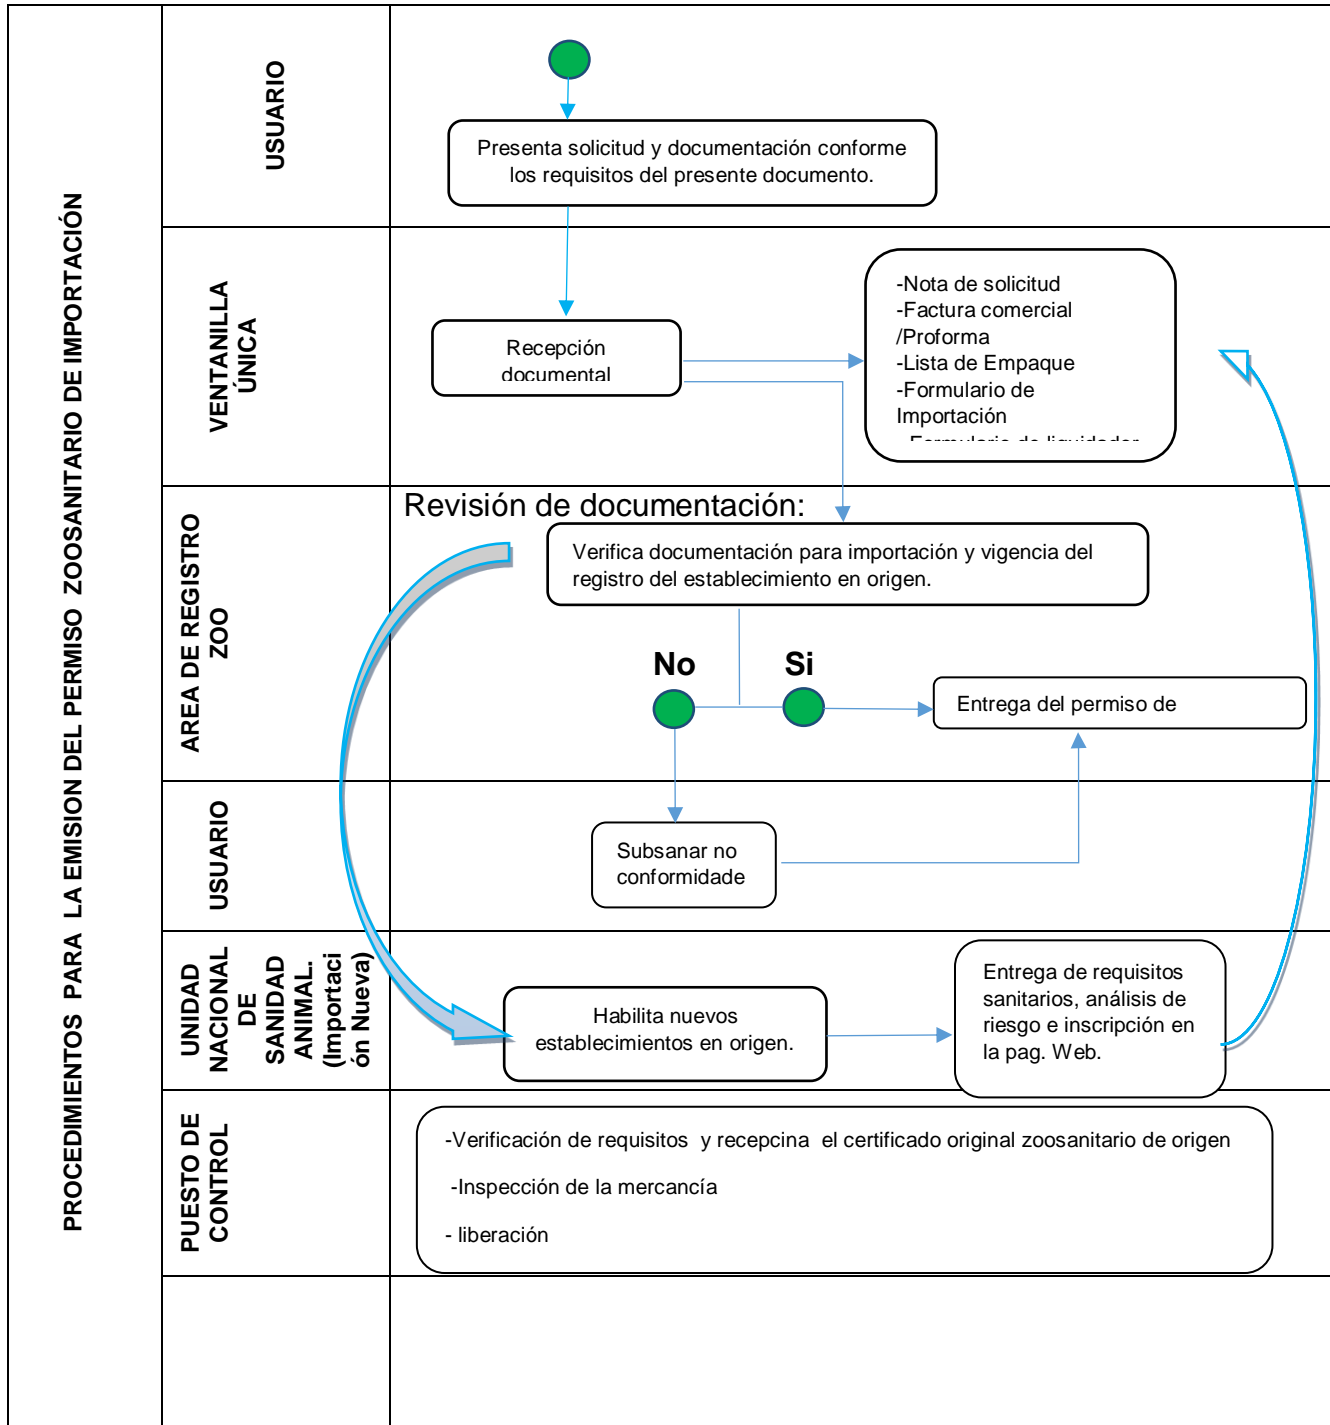 PROCEDIMIENTOS PARA LA EMISION DEL PERMISO ZOOSANITARIO DE IMPORTACIÓN
USUARIO
Presenta solicitud y documentación conforme
los requisitos del presente documento.
VENTANILLA
ÚNICA
Recepción
documental
-Nota de solicitud
-Factura comercial
/Proforma
-Lista de Empaque
-Formulario de
Importación
- Formulario de liquidador
AREA DE REGISTRO
ZOO
Revisión de documentación:
Verifica documentación para importación y vigencia del
registro del establecimiento en origen.
No
Si
Entrega del permiso de
USUARIO
Subsanar no
conformidade
UNIDAD
NACIONAL
DE
SANIDAD
ANIMAL.
(Importaci
ón Nueva)
Habilita nuevos
establecimientos en origen.
Entrega de requisitos
sanitarios, análisis de
riesgo e inscripción en
la pag. Web.
PUESTO DE
CONTROL
-Verificación de requisitos y recepcina el certificado original zoosanitario de origen
-Inspección de la mercancía
- liberación